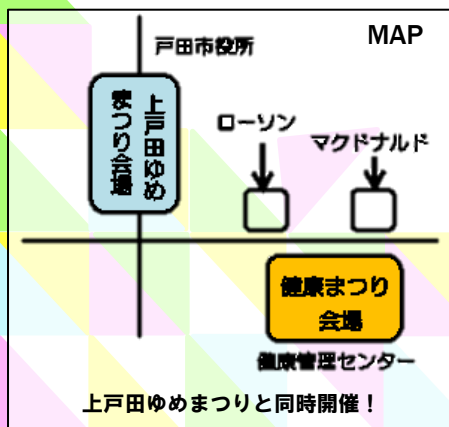 MAP
戸田市役所
上戸田ゆめ
まつり会場
ローソン
マクドナルド
健康まつり
会場
健康管理センター
上戸田ゆめまつりと同時開催！